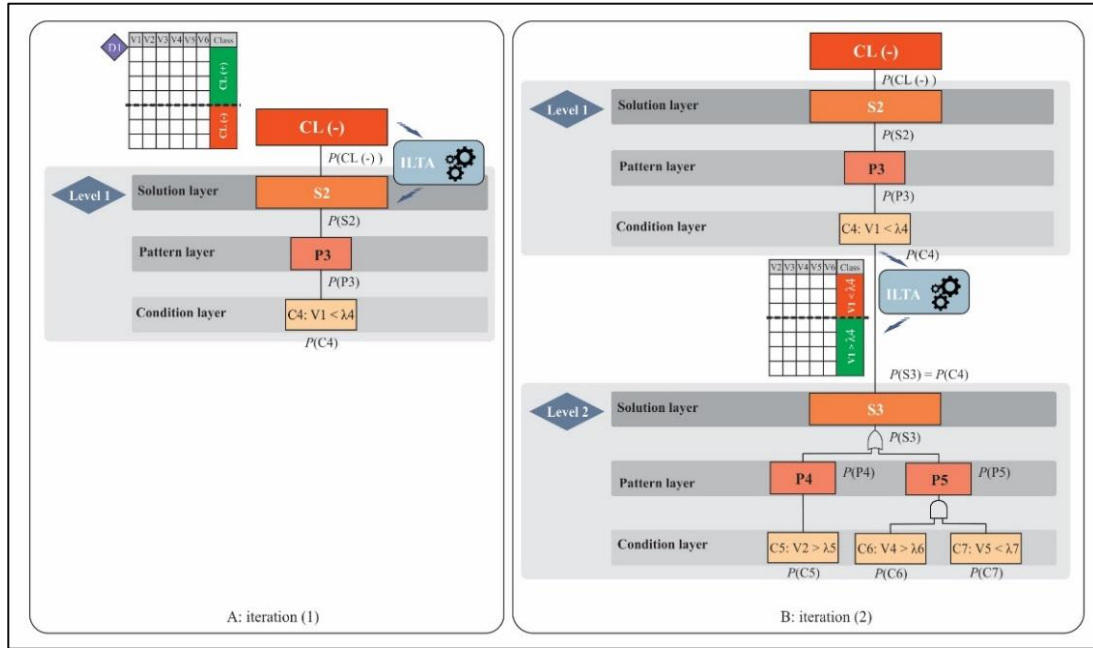 D1
V1 V2 V3 V4 V5 V6 Class
CL (+)
CL (-)
CL (-)
P(CL (-) )
ILTA
Level 1
Solution layer
S2
P(S2)
Pattern layer
P3
P(P3)
Condition layer
C4: V1 < λ4
P(C4)
A: iteration (1)
CL (-)
P(CL (-) )
Level 1
Solution layer
S2
P(S2)
Pattern layer
P3
P(P3)
Condition layer
C4: V1 < λ4
P(C4)
V2 V3 V4 V5 V6 Class
V1 < λ4
V1 > λ4
ILTA
P(S3) = P(C4)
Level 2
Solution layer
S3
P(S3)
Pattern layer
P4
P(P4)
P5
P(P5)
Condition layer
C5: V2 > λ5
C6: V4 > λ6
C7: V5 < λ7
P(C5)
P(C6)
P(C7)
B: iteration (2)